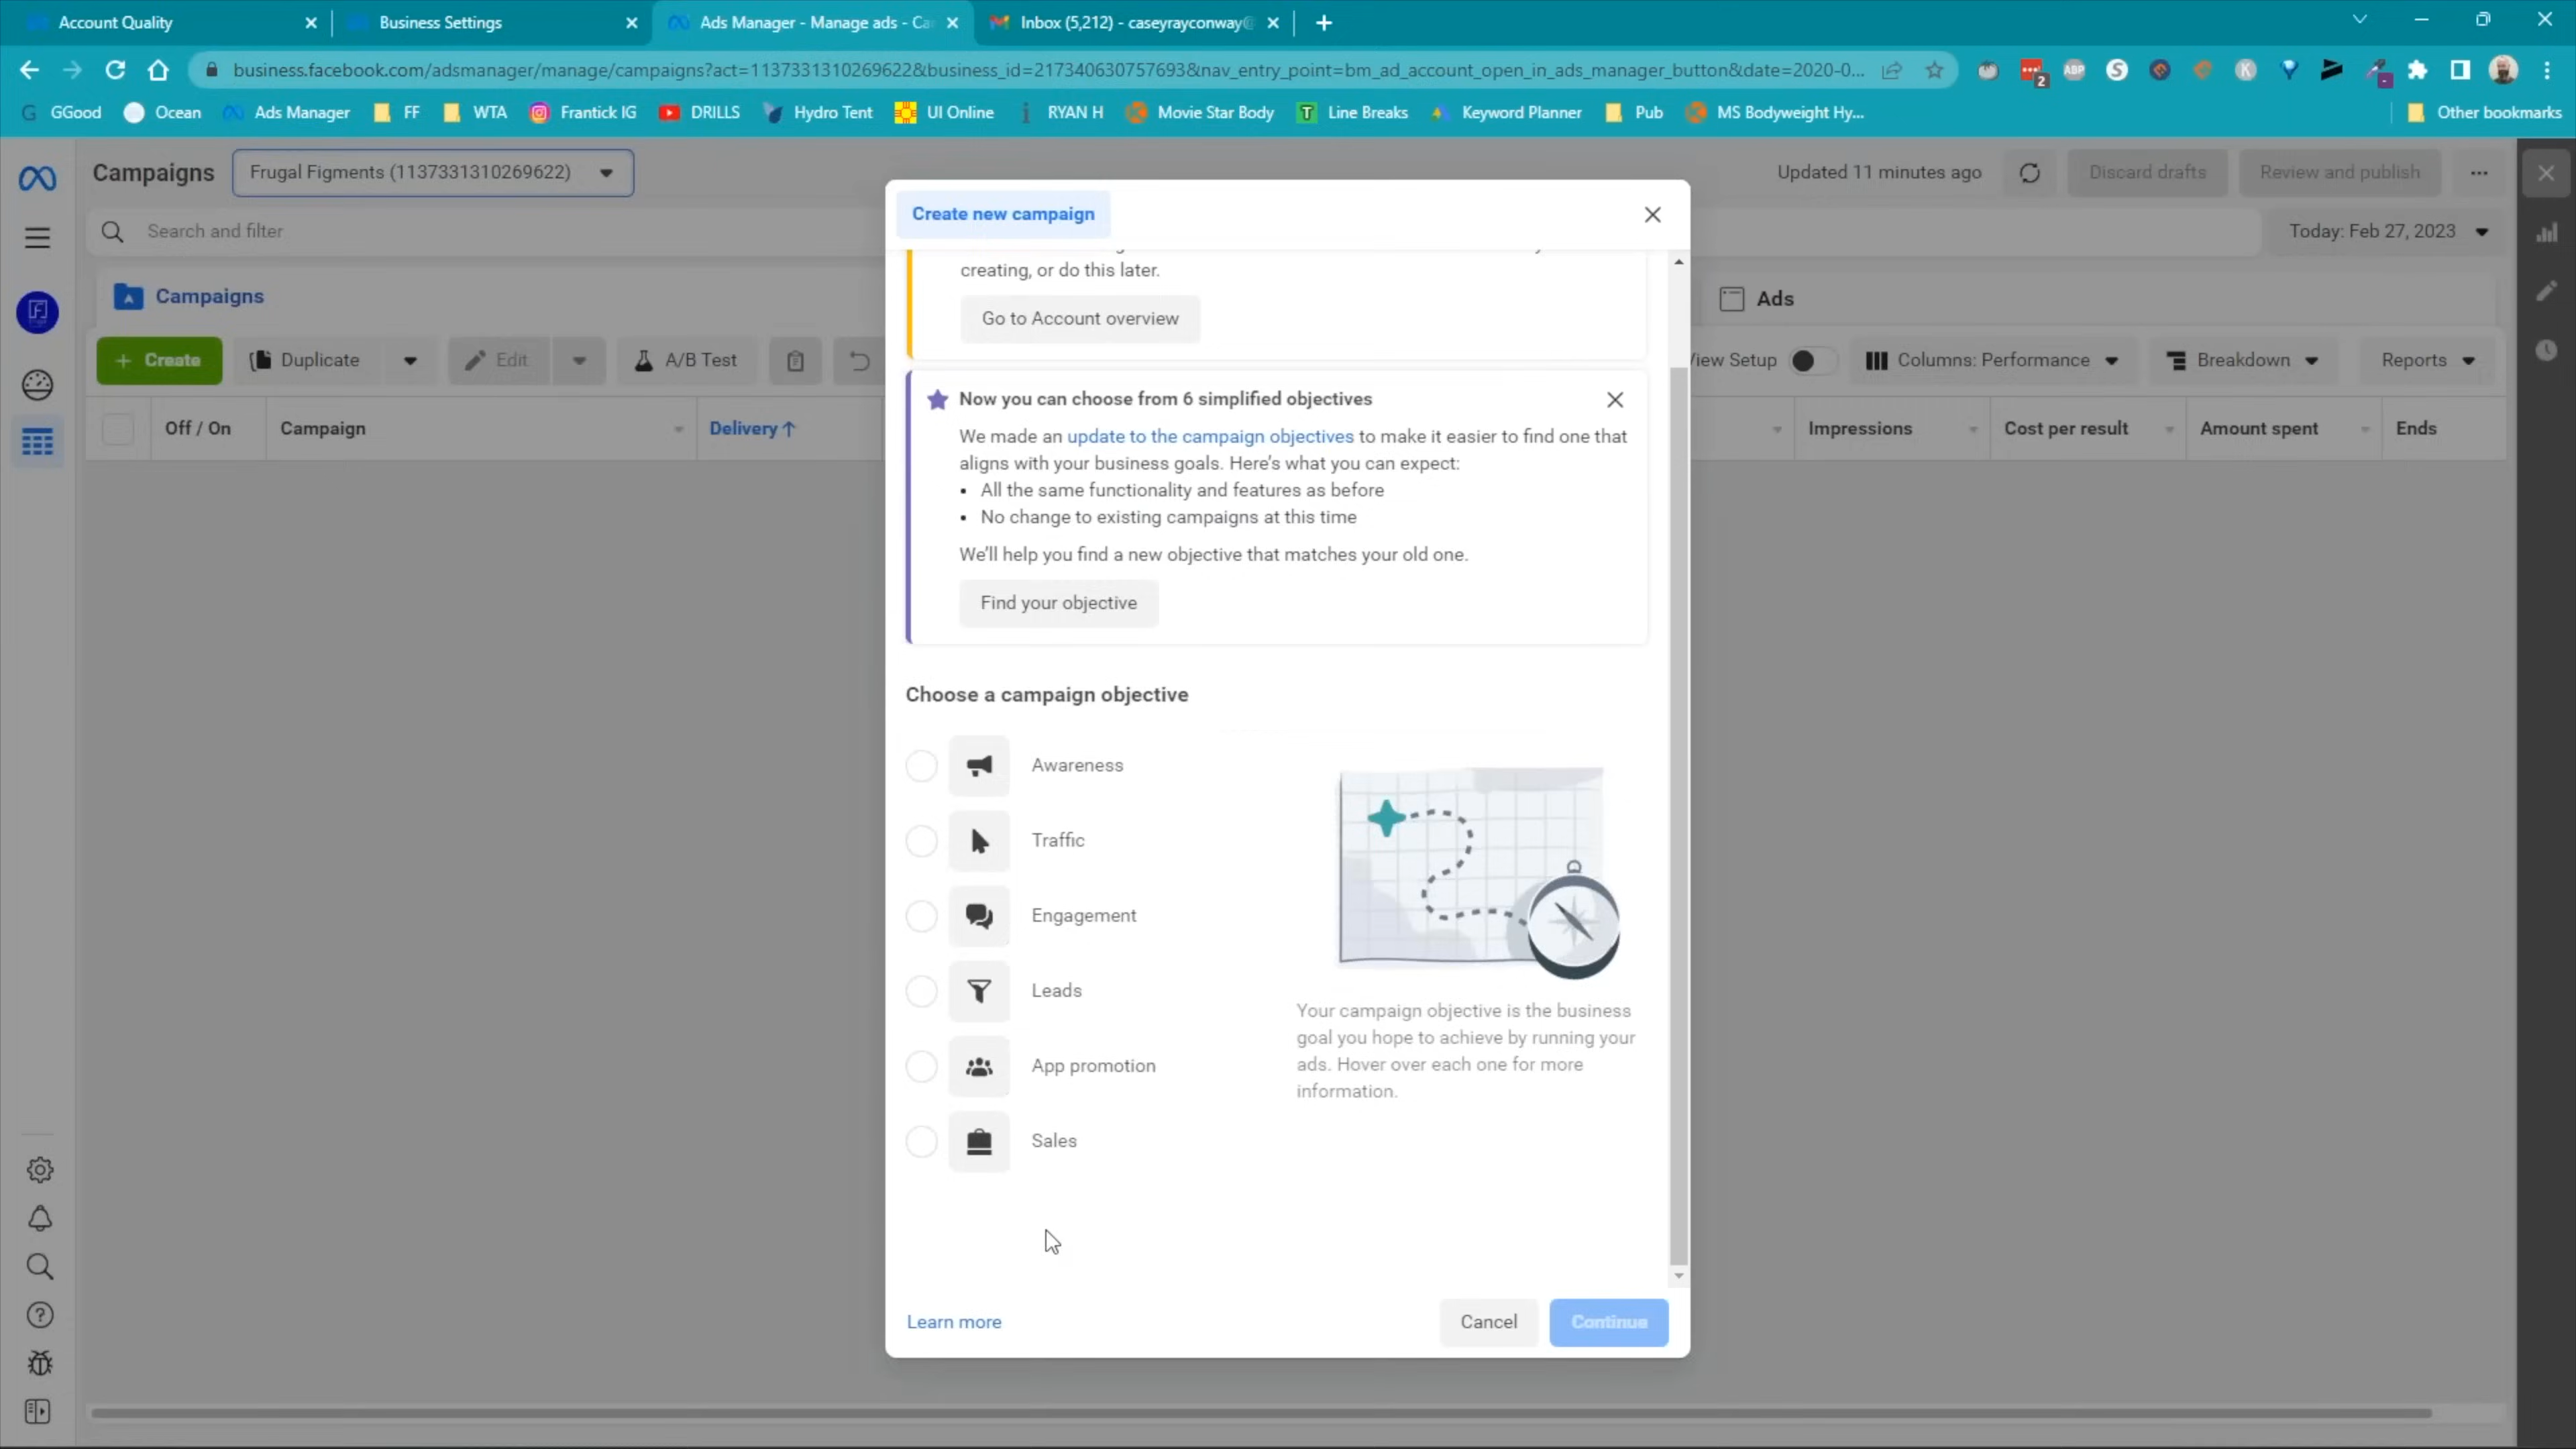 Account Quality
Business Settings
Ads Manager - Manage ads - Ca
Inbox (5,212) - caseyrayconway@
business.facebook.com/adsmanager/manage/campaigns?act=1137331310269622&business_id=217340630757693&nav_entry_point=bm_ad_account_open_in_ads_manager_button&date=2020-0...
2
ABP
GGood
Ocean
Ads Manager
FF
WTA
Frantick IG
DRILLS
Hydro Tent
UI Online
RYAN H
Movie Star Body
Line Breaks
Keyword Planner
Pub
MS Bodyweight Hy...
Other bookmarks
Campaigns
Frugal Figments (1137331310269622)
Updated 11 minutes ago
Discard drafts
Review and publish
Search and filter
Today: Feb 27, 2023
Campaigns
Ads
+ Create
Duplicate
Edit
A/B Test
View Setup
Columns: Performance
Breakdown
Reports
Off / On
Campaign
Delivery ↑
Impressions
Cost per result
Amount spent
Ends
Create new campaign
creating, or do this later.
Go to Account overview
Now you can choose from 6 simplified objectives
We made an update to the campaign objectives to make it easier to find one that
aligns with your business goals. Here's what you can expect:
• All the same functionality and features as before
• No change to existing campaigns at this time
We'll help you find a new objective that matches your old one.
Find your objective
Choose a campaign objective
Awareness
Traffic
Engagement
Leads
App promotion
Sales
Your campaign objective is the business
goal you hope to achieve by running your
ads. Hover over each one for more
information.
Learn more
Cancel
Continue